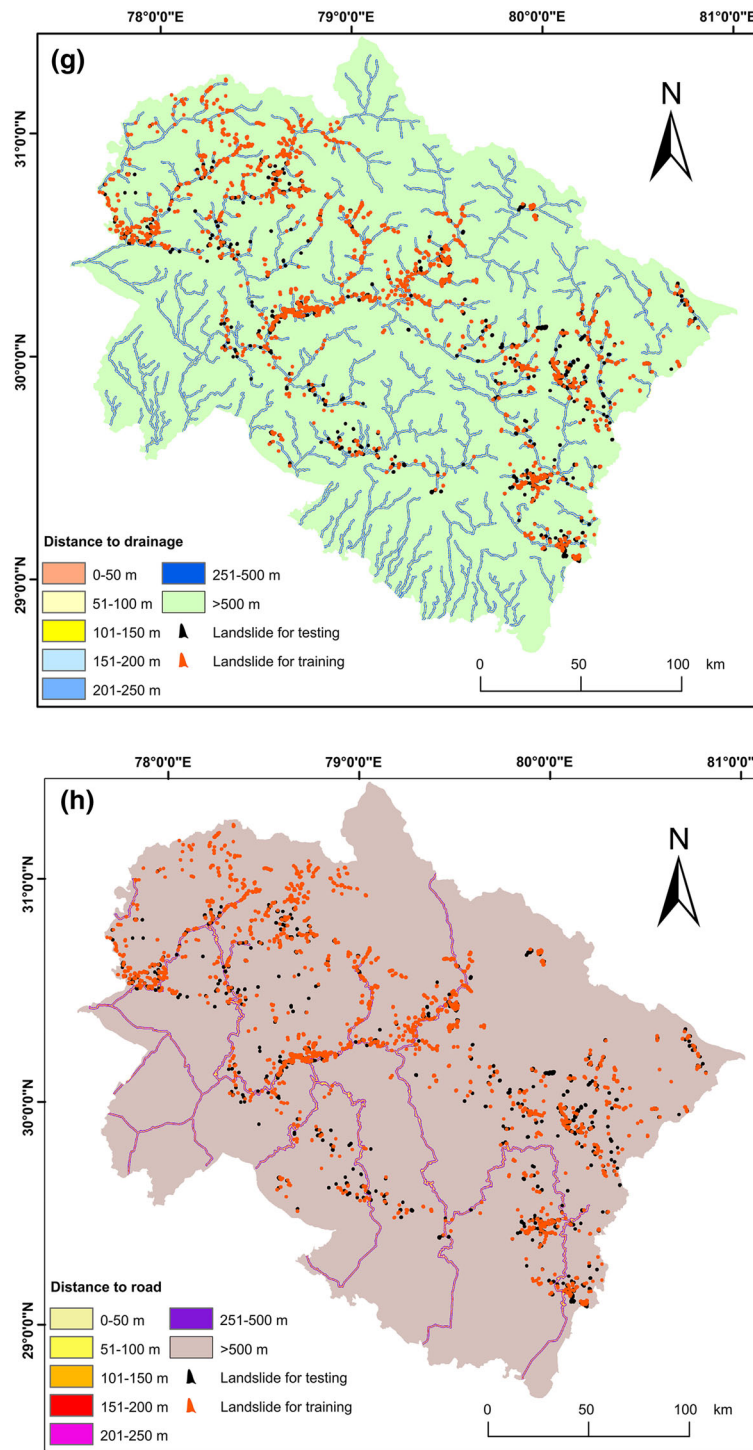 78°0'0"E 79°0'0"E 80°0'0"E 81°0'0"
(g)
N
31°0'0"N
30°0'0"N
29°0'0"N
Distance to drainage
0-50 m 251-500 m
51-100 m >500 m
101-150 m Landslide for testing
151-200 m Landslide for training
201-250 m
0 50 100 km
78°0'0"E 79°0'0"E 80°0'0"E 81°0'0"
(h)
N
31°0'0"N
30°0'0"N
29°0'0"N
Distance to road
0-50 m 251-500 m
51-100 m >500 m
101-150 m Landslide for testing
151-200 m Landslide for training
201-250 m
0 50 100 km